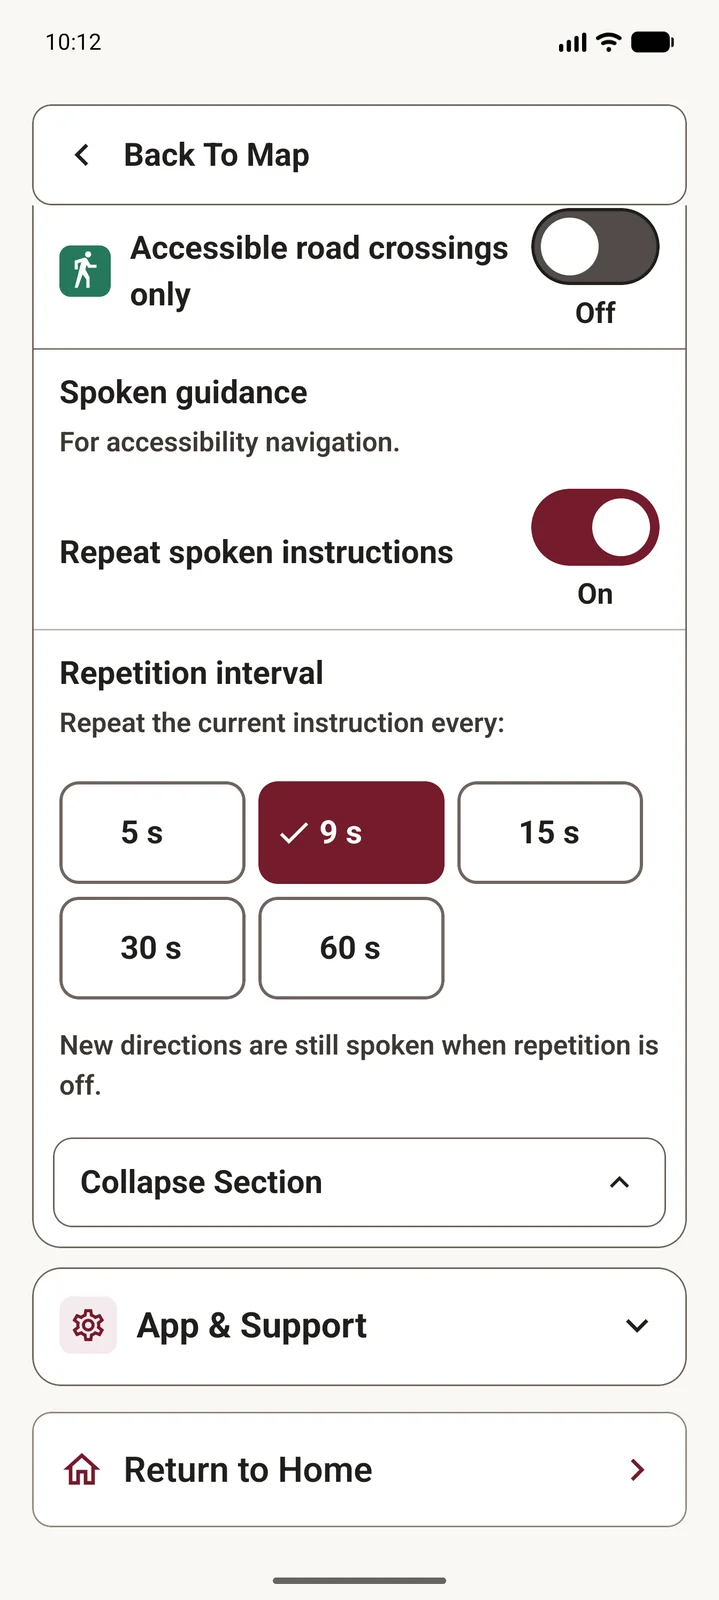 10:12
Back To Map
Accessible road crossings
only
Off
Spoken guidance
For accessibility navigation.
Repeat spoken instructions
On
Repetition interval
Repeat the current instruction every:
5 s
9 s
15 s
30 s
60 s
New directions are still spoken when repetition is
off.
Collapse Section
App & Support
Return to Home